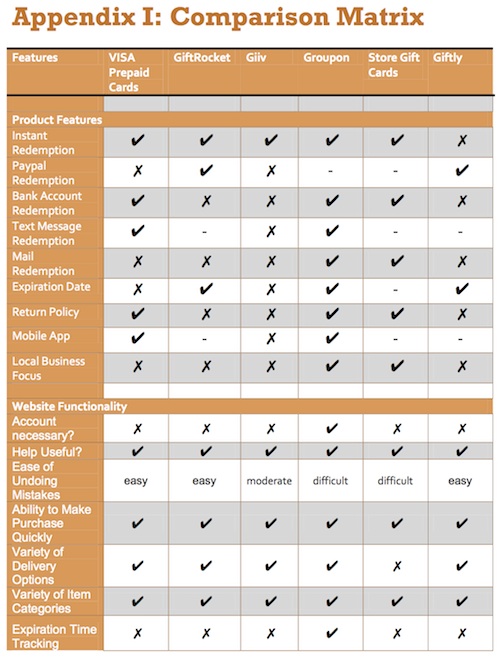 Appendix I: Comparison Matrix
Features VISA Prepaid Cards GiftRocket Giiv Groupon Store Gift Cards Giftly
Product Features
Instant Redemption ✔ ✔ ✔ ✔ ✔ ✗
Paypal Redemption ✗ ✔ ✗ - - ✔
Bank Account Redemption ✔ ✗ ✗ ✔ ✔ ✗
Text Message Redemption ✔ - ✗ ✔ - -
Mail Redemption ✗ ✗ ✗ ✔ ✔ ✗
Expiration Date ✗ ✔ ✗ ✔ - ✔
Return Policy ✔ ✗ ✗ ✔ ✔ ✗
Mobile App ✔ - ✗ ✔ - -
Local Business Focus ✗ ✗ ✗ ✔ ✔ ✗
Website Functionality
Account necessary? ✗ ✗ ✗ ✔ ✗ ✗
Help Useful? ✔ ✔ ✔ ✔ ✔ ✔
Ease of Undoing Mistakes easy easy moderate difficult difficult easy
Ability to Make Purchase Quickly ✔ ✔ ✔ ✔ ✔ ✔
Variety of Delivery Options ✔ ✔ ✔ ✔ ✗ ✔
Variety of Item Categories ✔ ✔ ✔ ✔ ✔ ✔
Expiration Time Tracking ✗ ✗ ✗ ✔ ✗ ✗